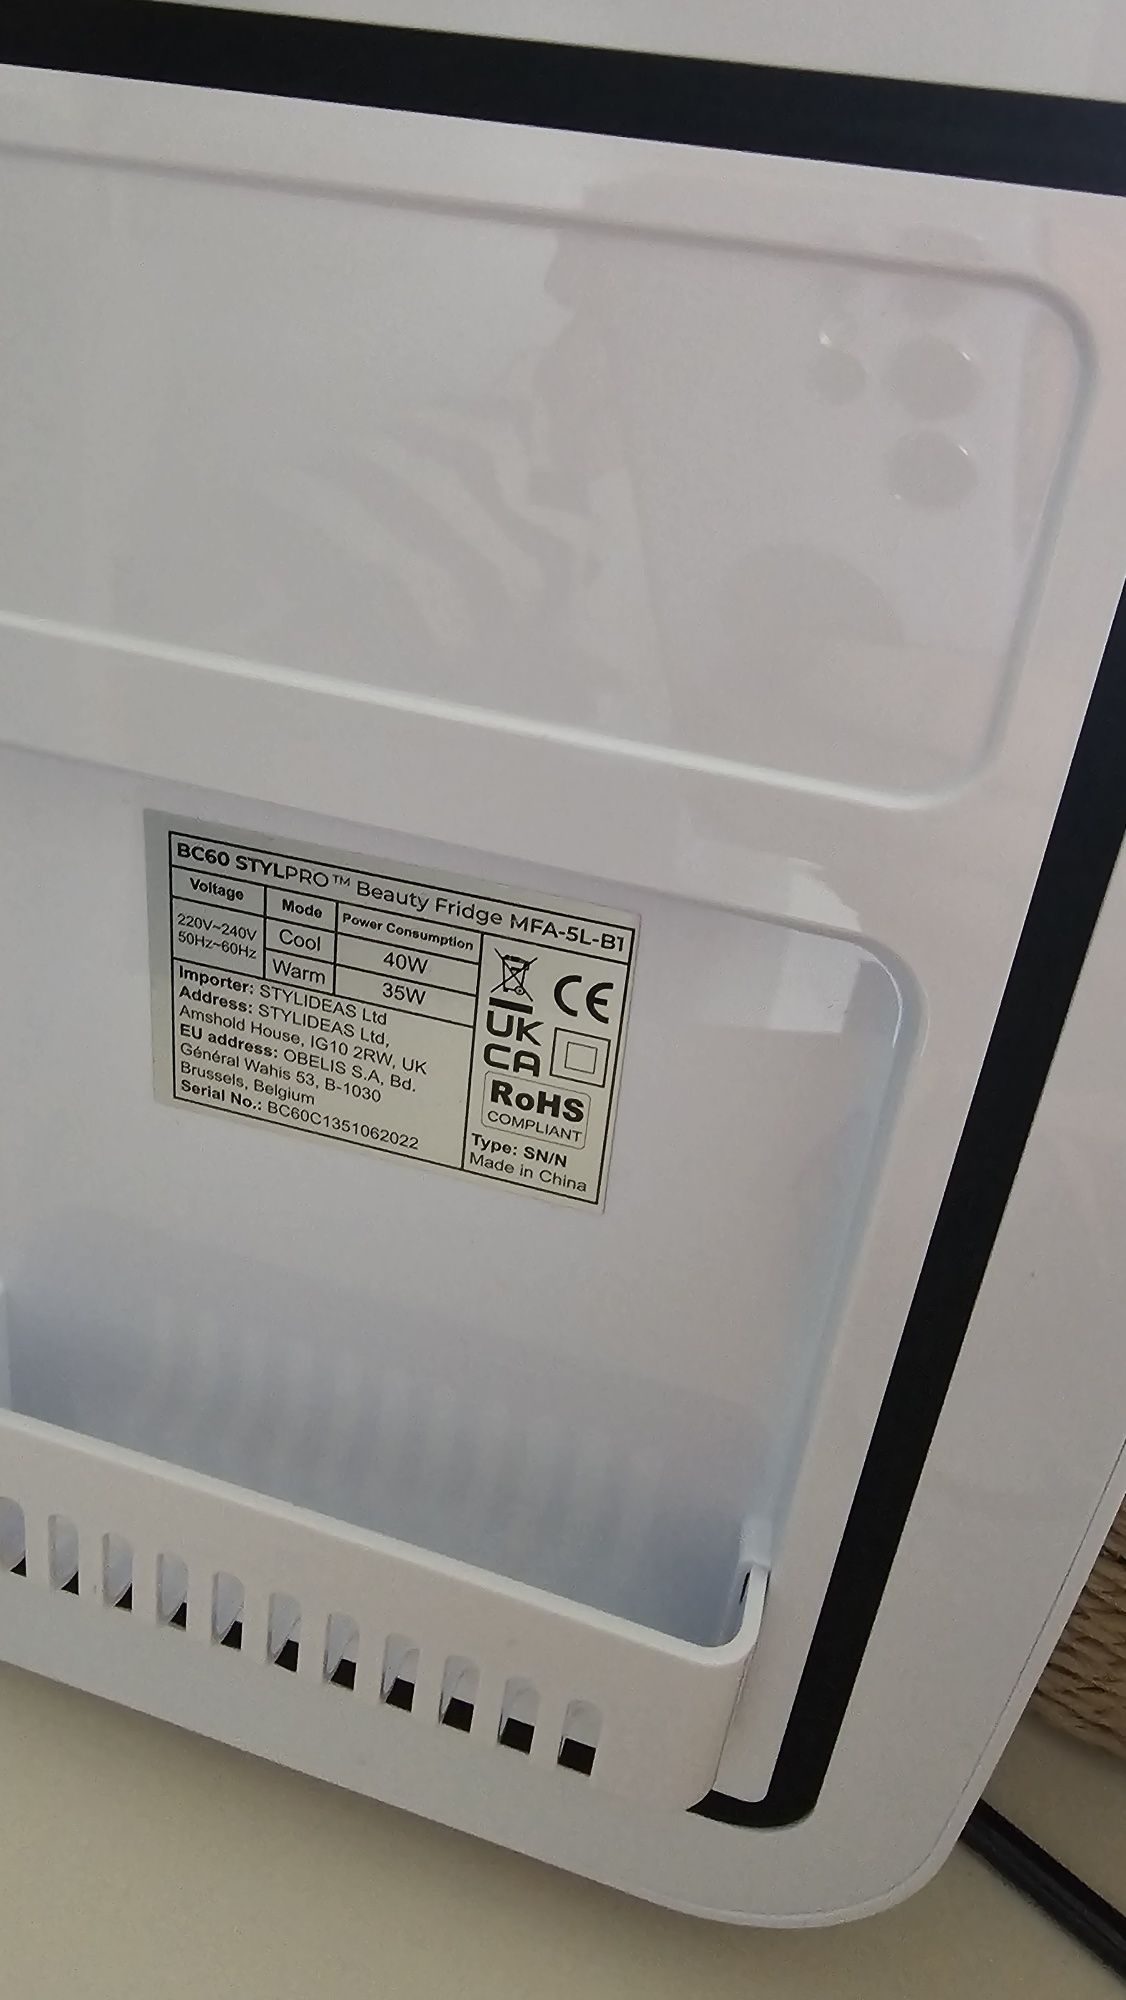 BC60 STYLPRO™ Beauty Fridge MFA-5L-B1
Voltage
Mode
Power Consumption
220V~240V
50Hz~60Hz
Cool
40W
Warm
35W
Importer: STYLIDEAS Ltd
Address: STYLIDEAS Ltd,
Amshold House, IG10 2RW, UK
EU address: OBELIS S.A, Bd.
Général Wahis 53, B-1030
Brussels, Belgium
Serial No.: BC60C1351062022
CE
UK
CA
RoHS
COMPLIANT
Type: SN/N
Made in China